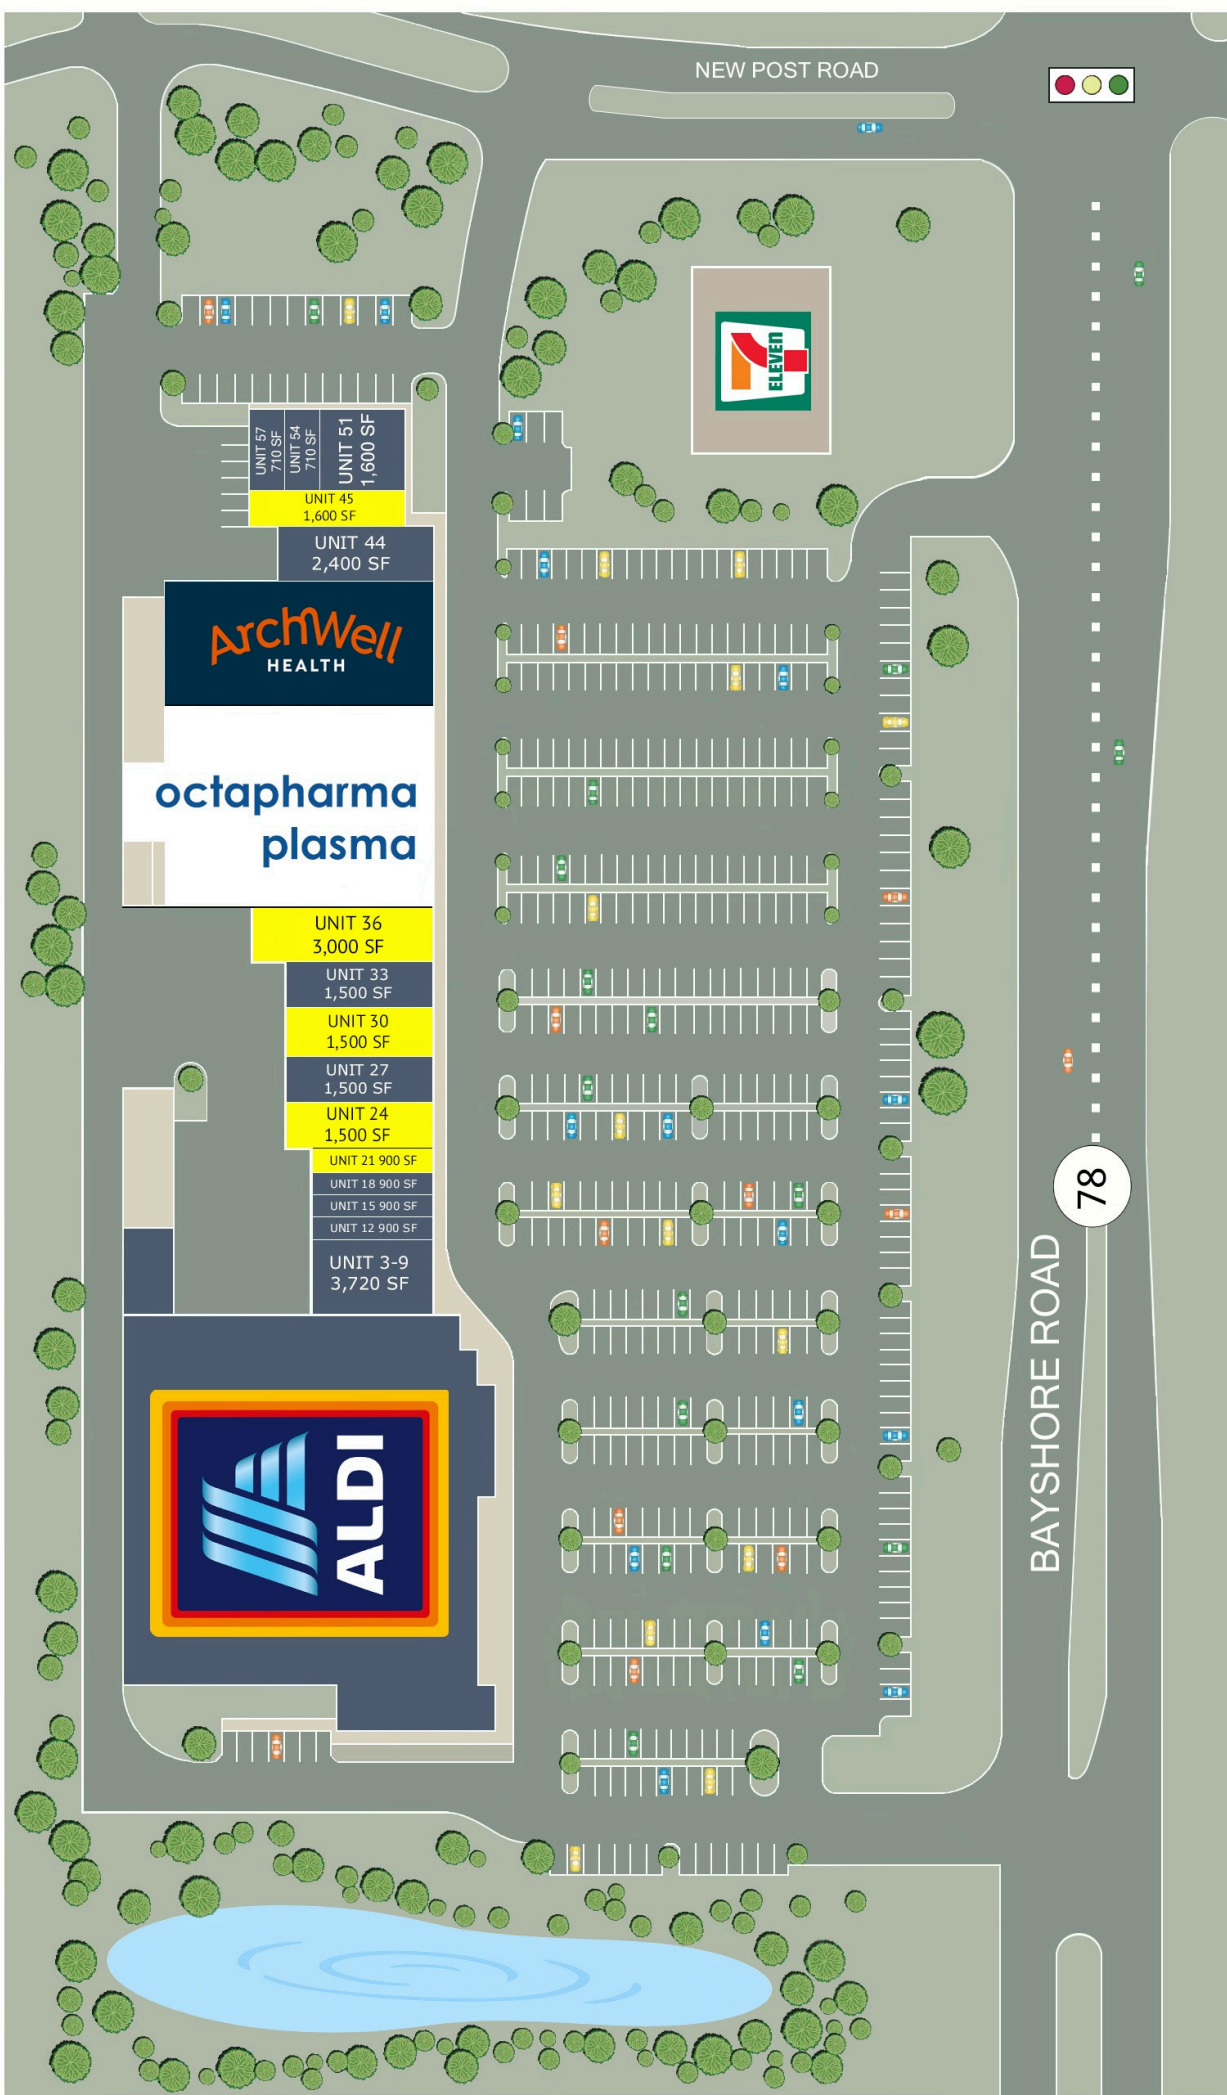 NEW POST ROAD
7
ELEVEN
UNIT 57
710 SF
UNIT 54
710 SF
UNIT 51
1,600 SF
UNIT 45
1,600 SF
UNIT 44
2,400 SF
ArchWell
HEALTH
octapharma
plasma
UNIT 36
3,000 SF
UNIT 33
1,500 SF
UNIT 30
1,500 SF
UNIT 27
1,500 SF
UNIT 24
1,500 SF
UNIT 21 900 SF
UNIT 18 900 SF
UNIT 15 900 SF
UNIT 12 900 SF
UNIT 3-9
3,720 SF
ALDI
78
BAYSHORE ROAD